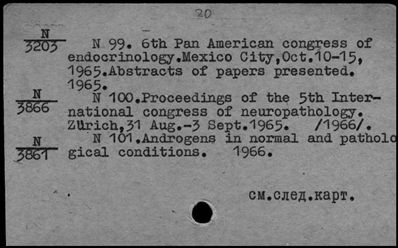 20
N
3203
N 99. 6th Pan American congress of
endocrinology.Mexico City,Oct.10-15,
1965.Abstracts of papers presented.
1965.
N
3866
N 100.Proceedings of the 5th Inter-
national congress of neuropathology.
Zürich,31 Aug.-3 Sept.1965. /1966/.
N
3861
N 101.Androgens in normal and patholo
gical conditions. 1966.
см.след.карт.